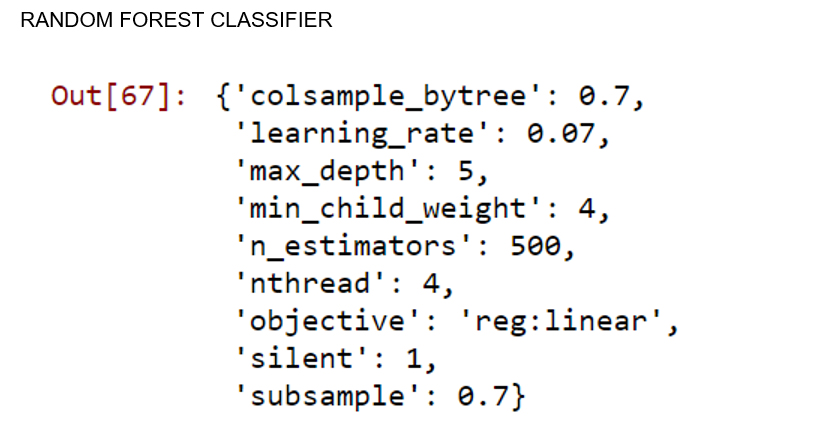 RANDOM FOREST CLASSIFIER
Out[67]: {'colsample_bytree': 0.7,
'learning_rate': 0.07,
'max_depth': 5,
'min_child_weight': 4,
'n_estimators': 500,
'nthread': 4,
'objective': 'reg:linear',
'silent': 1,
'subsample': 0.7}